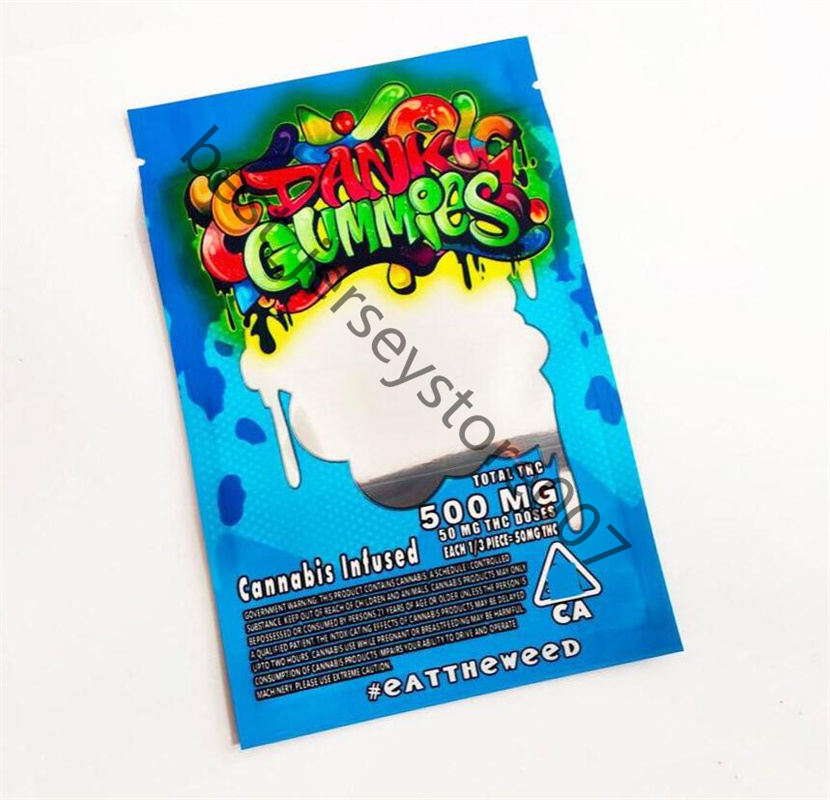 DANK
GUMMIES
TOTAL THC
500 MG
50 MG THC DOSES
EACH 1/3 PIECE=50MG THC
Cannabis Infused
GOVERNMENT WARNING: THIS PRODUCT CONTAINS CANNABIS, A SCHEDULE I CONTROLLED
SUBSTANCE. KEEP OUT OF REACH OF CHILDREN AND ANIMALS. CANNABIS PRODUCTS MAY ONLY
BE POSSESSED OR CONSUMED BY PERSONS 21 YEARS OF AGE OR OLDER UNLESS THE PERSON IS
A QUALIFIED PATIENT. THE INTOXICATING EFFECTS OF CANNABIS PRODUCTS MAY BE DELAYED
UPTO TWO HOURS. CANNABIS USE WHILE PREGNANT OR BREASTFEEDING MAY BE HARMFUL.
CONSUMPTION OF CANNABIS PRODUCTS IMPAIRS YOUR ABILITY TO DRIVE AND OPERATE
MACHINERY. PLEASE USE EXTREME CAUTION.
CA
#EATTHEWEED